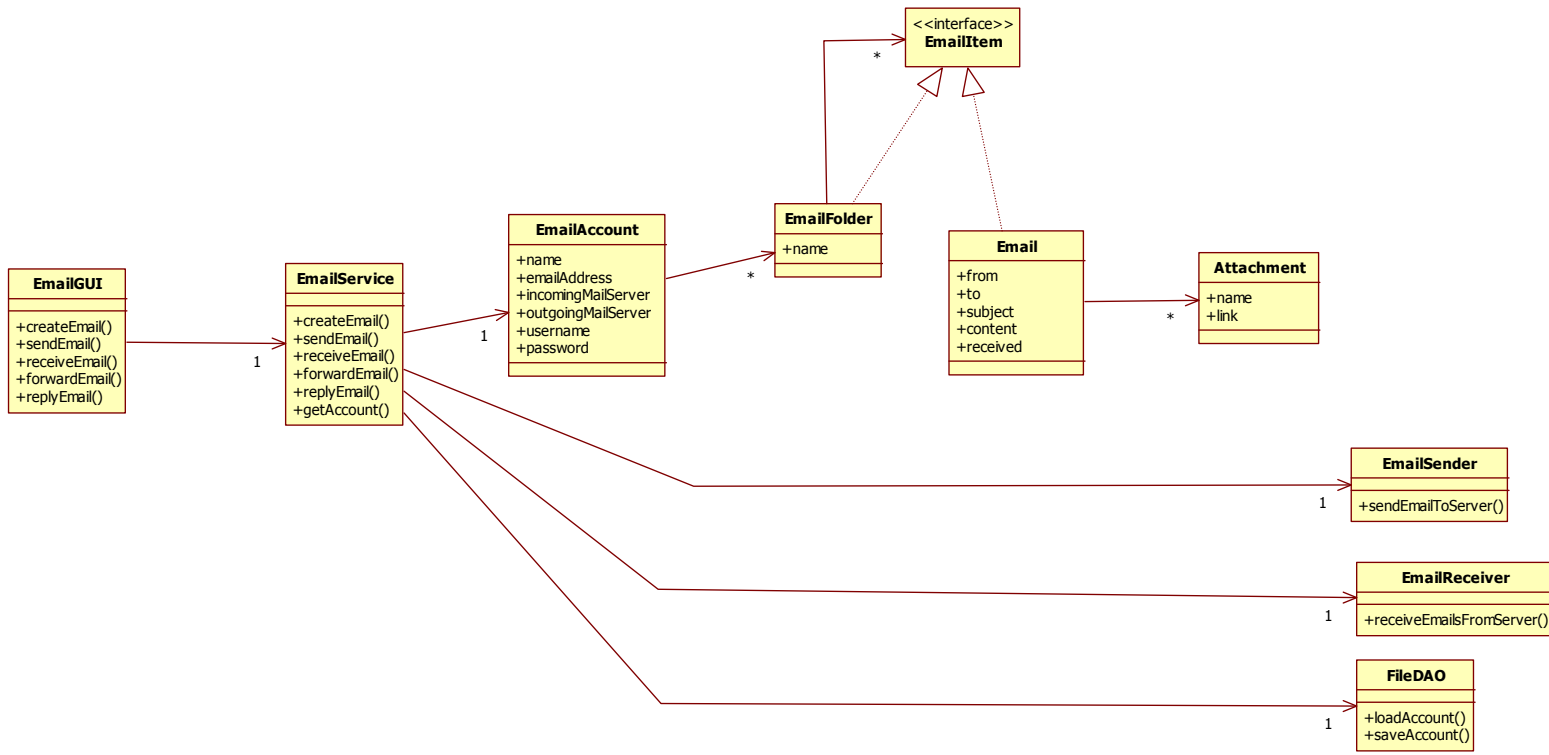 <<interface>>
EmailItem
*
EmailFolder
+name
EmailAccount
+name
+emailAddress
+incomingMailServer
+outgoingMailServer
+username
+password
*
Email
+from
+to
+subject
+content
+received
Attachment
+name
+link
*
EmailGUI
+createEmail()
+sendEmail()
+receiveEmail()
+forwardEmail()
+replyEmail()
1
EmailService
+createEmail()
+sendEmail()
+receiveEmail()
+forwardEmail()
+replyEmail()
+getAccount()
1
EmailSender
+sendEmailToServer()
1
EmailReceiver
+receiveEmailsFromServer()
1
FileDAO
+loadAccount()
+saveAccount()
1